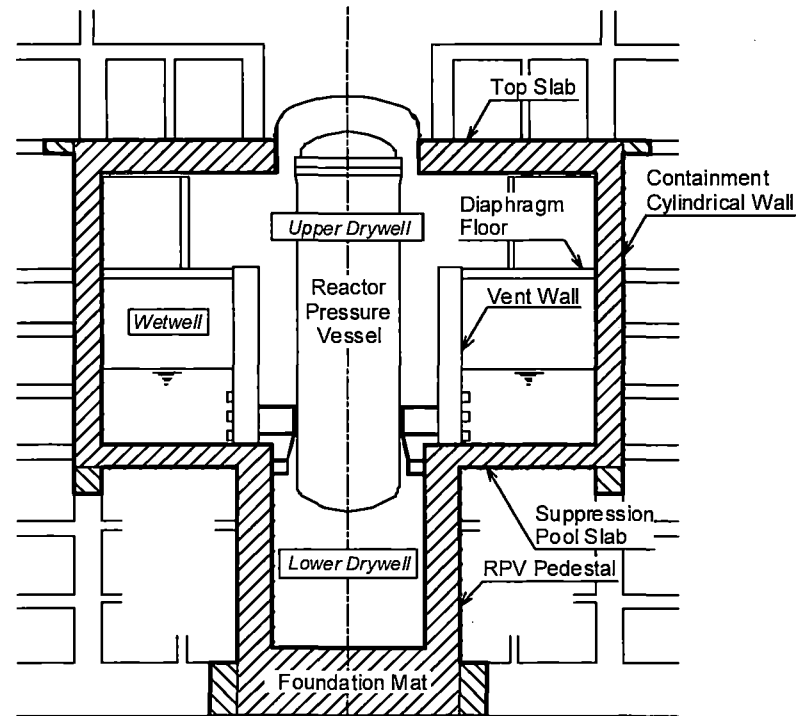 Top Slab
Containment
Cylindrical Wall
Diaphragm
Floor
Upper Drywell
Reactor
Pressure
Vessel
Vent Wall
Wetwell
Suppression
Pool Slab
Lower Drywell
RPV Pedestal
Foundation Mat